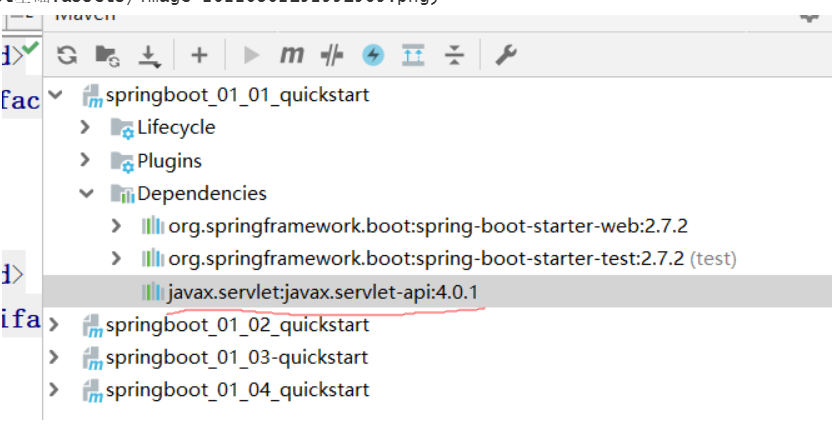 Maven
d>
m
springboot_01_01_quickstart
fac
Lifecycle
Plugins
Dependencies
org.springframework.boot:spring-boot-starter-web:2.7.2
org.springframework.boot:spring-boot-starter-test:2.7.2 (test)
d>
javax.servlet:javax.servlet-api:4.0.1
ifa
springboot_01_02_quickstart
springboot_01_03-quickstart
springboot_01_04_quickstart